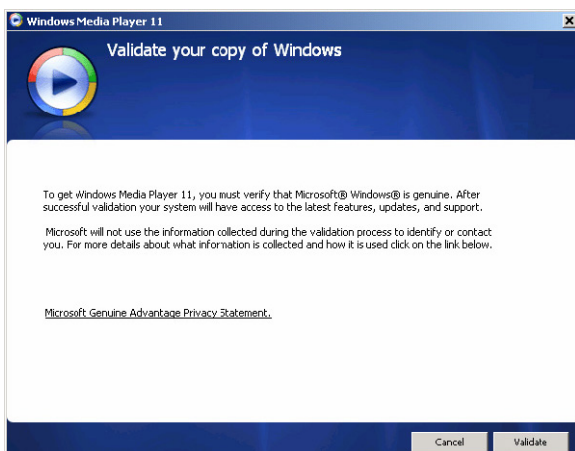 Windows Media Player 11
Validate your copy of Windows
To get Windows Media Player 11, you must verify that Microsoft® Windows® is genuine. After
successful validation your system will have access to the latest features, updates, and support.
Microsoft will not use the information collected during the validation process to identify or contact
you. For more details about what information is collected and how it is used click on the link below.
Microsoft Genuine Advantage Privacy Statement.
Cancel Validate